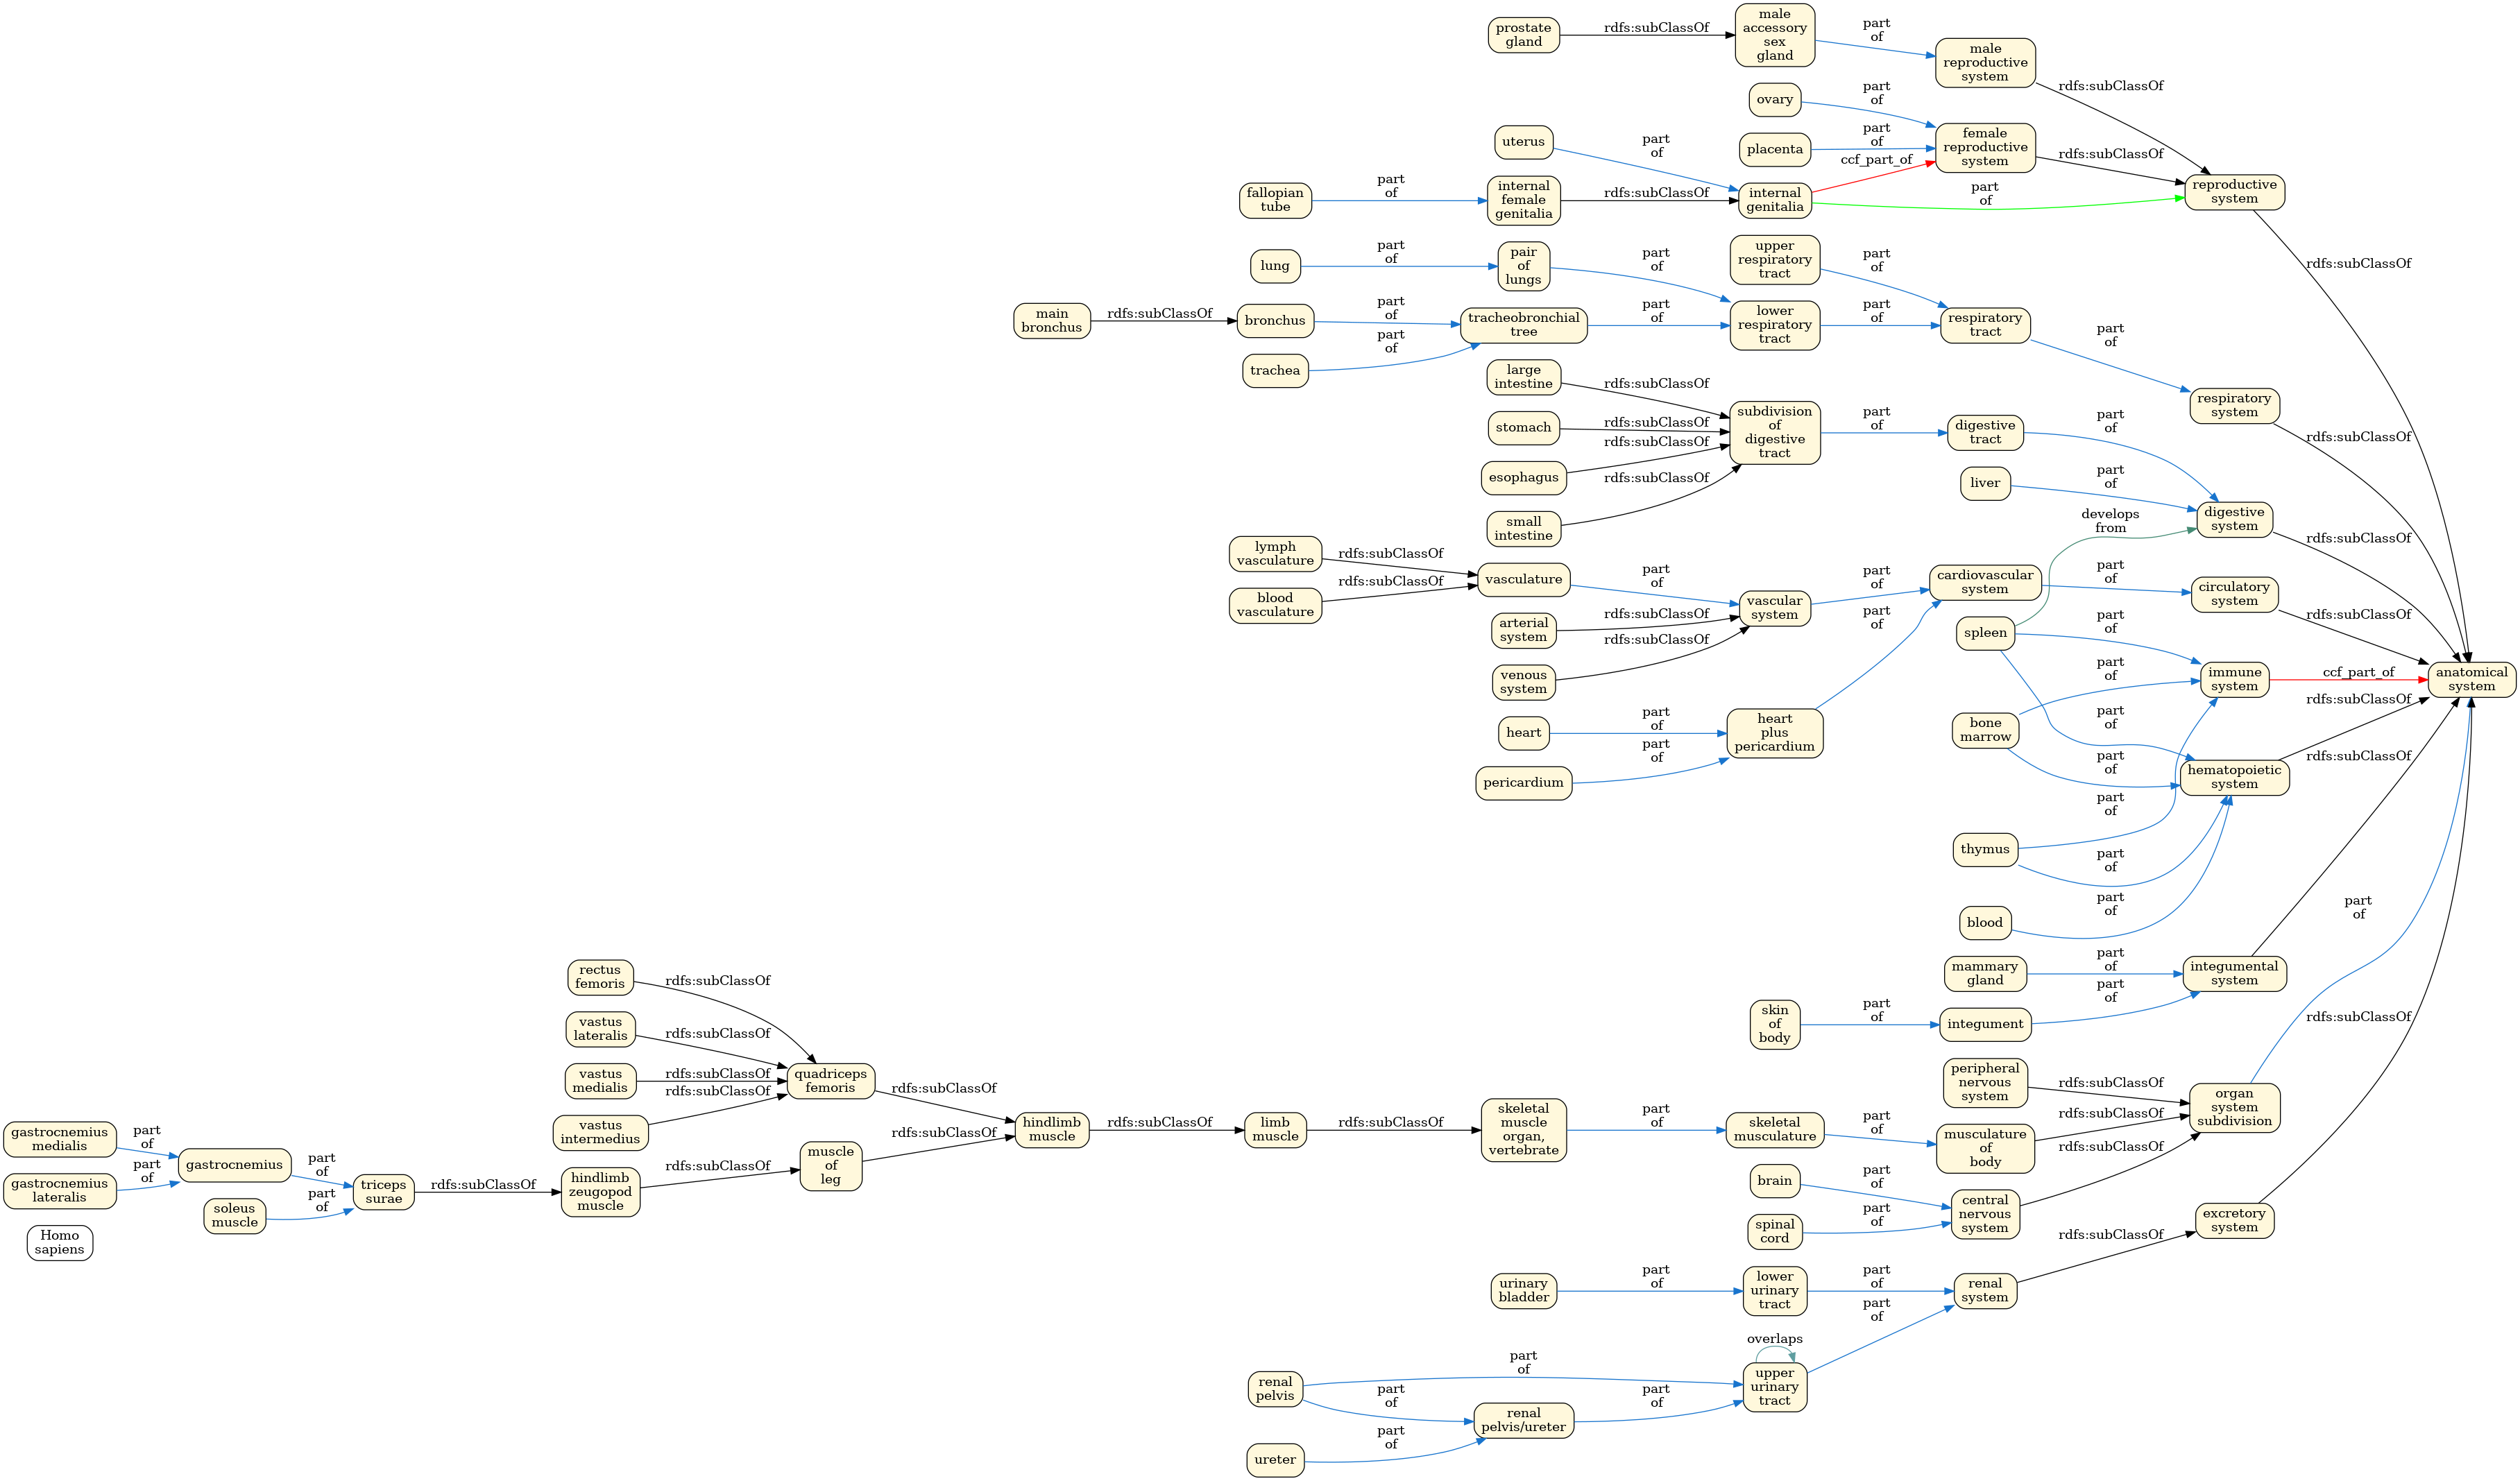 prostate
gland
rdfs:subClassOf
male
accessory
sex
gland
part
of
male
reproductive
system
rdfs:subClassOf
ovary
part
of
placenta
part
of
female
reproductive
system
rdfs:subClassOf
uterus
part
of
ccf_part_of
fallopian
tube
part
of
internal
female
genitalia
rdfs:subClassOf
internal
genitalia
part
of
reproductive
system
rdfs:subClassOf
lung
part
of
pair
of
lungs
part
of
upper
respiratory
tract
part
of
main
bronchus
rdfs:subClassOf
bronchus
part
of
trachea
part
of
tracheobronchial
tree
part
of
lower
respiratory
tract
part
of
respiratory
tract
part
of
respiratory
system
rdfs:subClassOf
large
intestine
rdfs:subClassOf
stomach
rdfs:subClassOf
esophagus
rdfs:subClassOf
small
intestine
rdfs:subClassOf
subdivision
of
digestive
tract
part
of
digestive
tract
part
of
liver
part
of
develops
from
digestive
system
rdfs:subClassOf
lymph
vasculature
rdfs:subClassOf
blood
vasculature
rdfs:subClassOf
vasculature
part
of
arterial
system
rdfs:subClassOf
venous
system
rdfs:subClassOf
vascular
system
part
of
cardiovascular
system
part
of
circulatory
system
rdfs:subClassOf
heart
part
of
pericardium
part
of
heart
plus
pericardium
part
of
spleen
part
of
part
of
bone
marrow
part
of
part
of
immune
system
ccf_part_of
anatomical
system
thymus
part
of
part
of
blood
part
of
hematopoietic
system
rdfs:subClassOf
mammary
gland
part
of
skin
of
body
part
of
integument
part
of
integumental
system
rdfs:subClassOf
rectus
femoris
rdfs:subClassOf
vastus
lateralis
rdfs:subClassOf
vastus
medialis
rdfs:subClassOf
vastus
intermedius
rdfs:subClassOf
quadriceps
femoris
rdfs:subClassOf
gastrocnemius
medialis
part
of
gastrocnemius
lateralis
part
of
gastrocnemius
part
of
soleus
muscle
part
of
triceps
surae
rdfs:subClassOf
hindlimb
zeugopod
muscle
rdfs:subClassOf
muscle
of
leg
rdfs:subClassOf
hindlimb
muscle
rdfs:subClassOf
limb
muscle
rdfs:subClassOf
skeletal
muscle
organ,
vertebrate
part
of
skeletal
musculature
part
of
musculature
of
body
rdfs:subClassOf
peripheral
nervous
system
rdfs:subClassOf
brain
part
of
spinal
cord
part
of
central
nervous
system
rdfs:subClassOf
organ
system
subdivision
part
of
Homo
sapiens
urinary
bladder
part
of
lower
urinary
tract
part
of
renal
system
rdfs:subClassOf
excretory
system
rdfs:subClassOf
renal
pelvis
part
of
part
of
ureter
part
of
renal
pelvis/ureter
part
of
overlaps
upper
urinary
tract
part
of